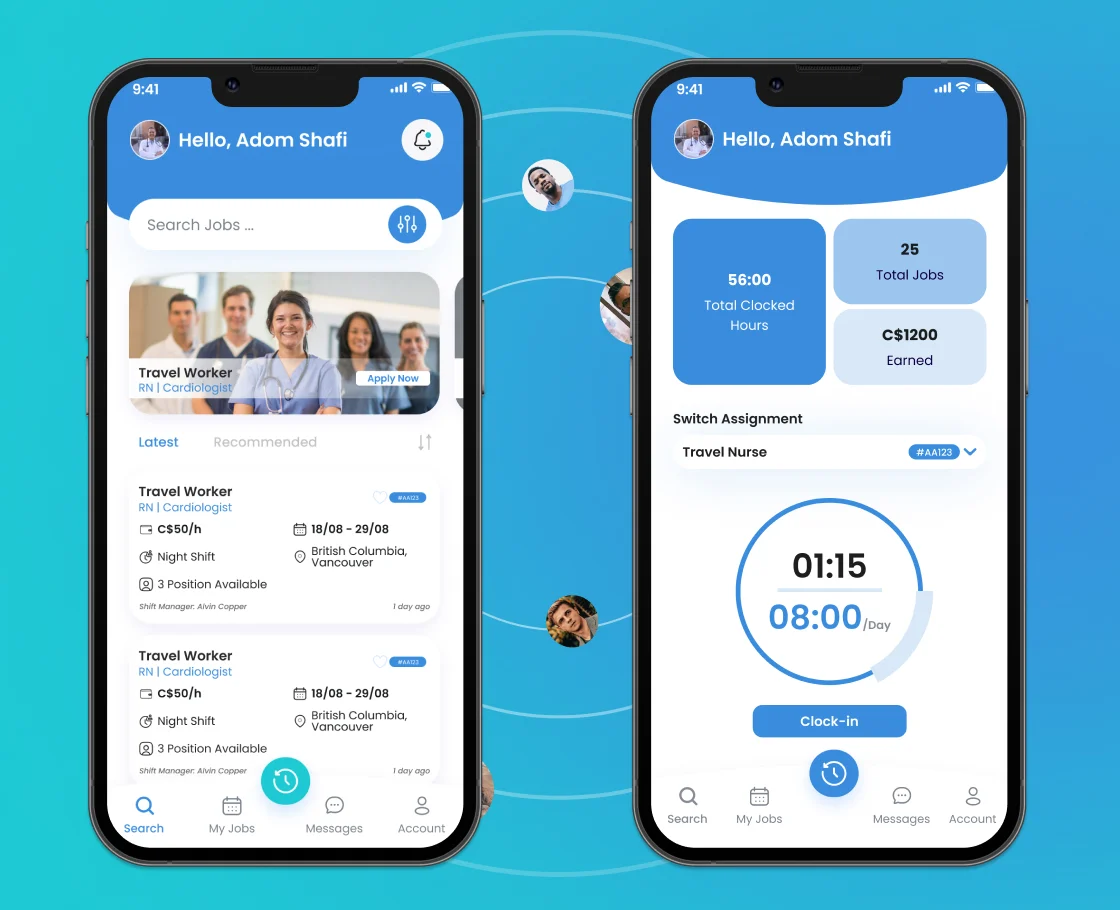 9:41
Hello, Adom Shafi
Search Jobs ...
Travel Worker
RN | Cardiologist
Apply Now
Latest
Recommended
Travel Worker
#AA123
RN | Cardiologist
C$50/h
18/08 - 29/08
Night Shift
British Columbia,
Vancouver
3 Position Available
Shift Manager: Alvin Copper
1 day ago
Travel Worker
#AA123
RN | Cardiologist
C$50/h
18/08 - 29/08
Night Shift
British Columbia,
Vancouver
3 Position Available
Shift Manager: Alvin Copper
1 day ago
Search
My Jobs
Messages
Account
9:41
Hello, Adom Shafi
56:00
Total Clocked
Hours
25
Total Jobs
C$1200
Earned
Switch Assignment
Travel Nurse
#AA123
01:15
08:00/Day
Clock-in
Search
My Jobs
Messages
Account